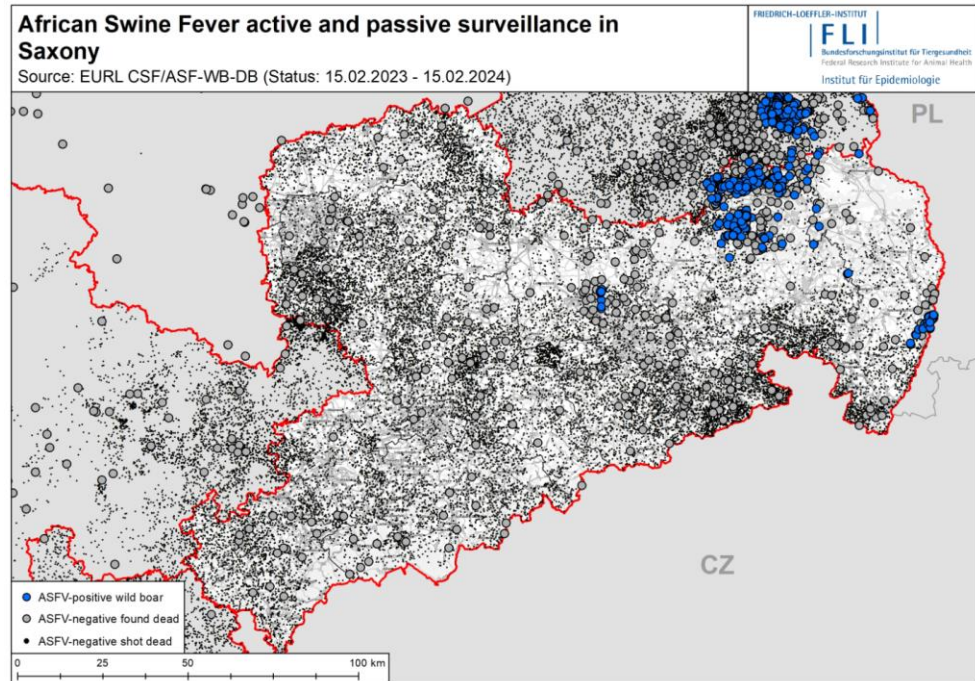 African Swine Fever active and passive surveillance in
Saxony
Source: EURL CSF/ASF-WB-DB (Status: 15.02.2023 - 15.02.2024)
FRIEDRICH-LOEFFLER-INSTITUT
FLI
Bundesforschungsinstitut für Tiergesundheit
Federal Research Institute for Animal Health
Institut für Epidemiologie
PL
CZ
ASFV-positive wild boar
ASFV-negative found dead
ASFV-negative shot dead
0 25 50 100 km